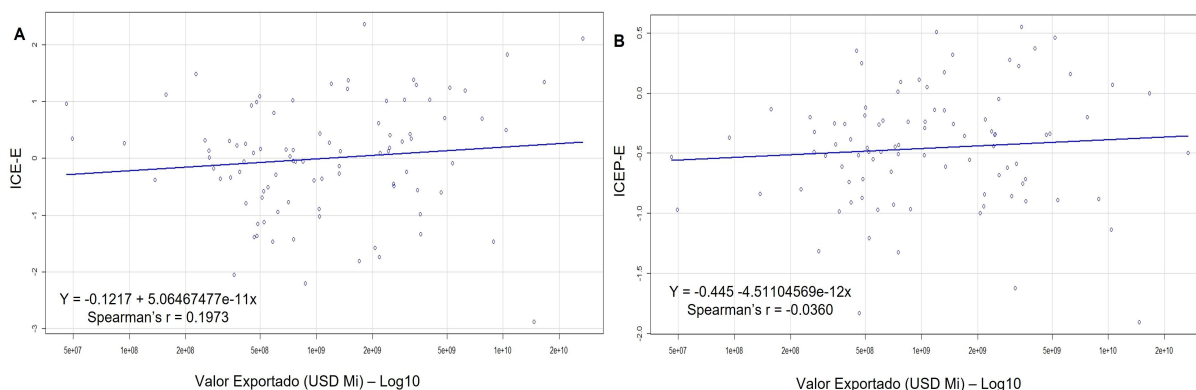 A
ICE-E
2
1
0
-1
-2
-3
Y = -0.1217 + 5.06467477e-11x
Spearman's r = 0.1973
5e+07 1e+08 2e+08 5e+08 1e+09 2e+09 5e+09 1e+10 2e+10
Valor Exportado (USD Mi) – Log10
B
ICEP-E
0.5
0.0
-0.5
-1.0
-1.5
-2.0
Y = -0.445 -4.51104569e-12x
Spearman's r = -0.0360
5e+07 1e+08 2e+08 5e+08 1e+09 2e+09 5e+09 1e+10 2e+10
Valor Exportado (USD Mi) – Log10